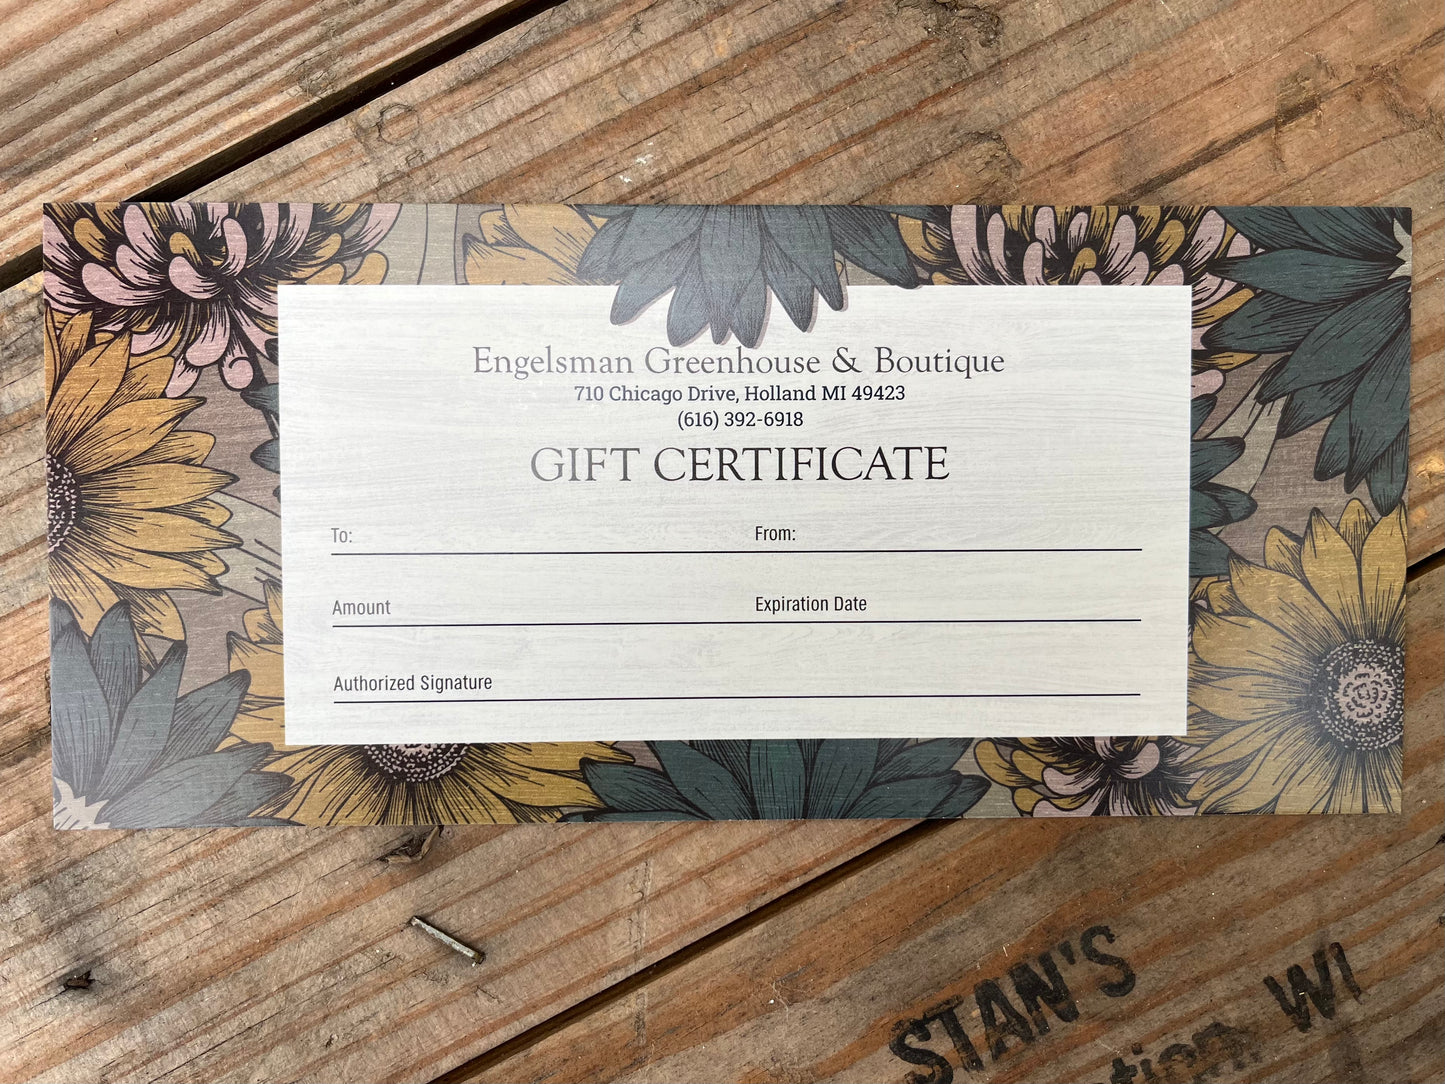 Engelsman Greenhouse & Boutique
710 Chicago Drive, Holland MI 49423
(616) 392-6918
GIFT CERTIFICATE
To: From:
Amount Expiration Date
Authorized Signature
STAN'S
WI